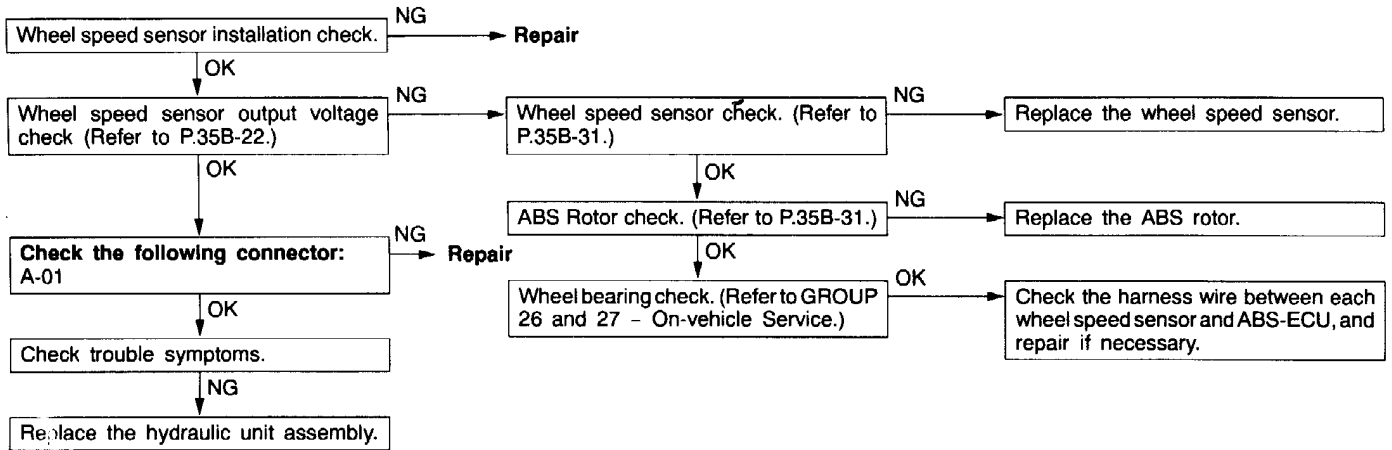 Wheel speed sensor installation check.
NG
Repair
OK
Wheel speed sensor output voltage
check (Refer to P.35B-22.)
NG
Wheel speed sensor check. (Refer to
P.35B-31.)
NG
Replace the wheel speed sensor.
OK
OK
ABS Rotor check. (Refer to P.35B-31.)
NG
Replace the ABS rotor.
Check the following connector:
A-01
NG
Repair
OK
OK
Wheel bearing check. (Refer to GROUP
26 and 27 – On-vehicle Service.)
OK
Check the harness wire between each
wheel speed sensor and ABS-ECU, and
repair if necessary.
Check trouble symptoms.
NG
Replace the hydraulic unit assembly.